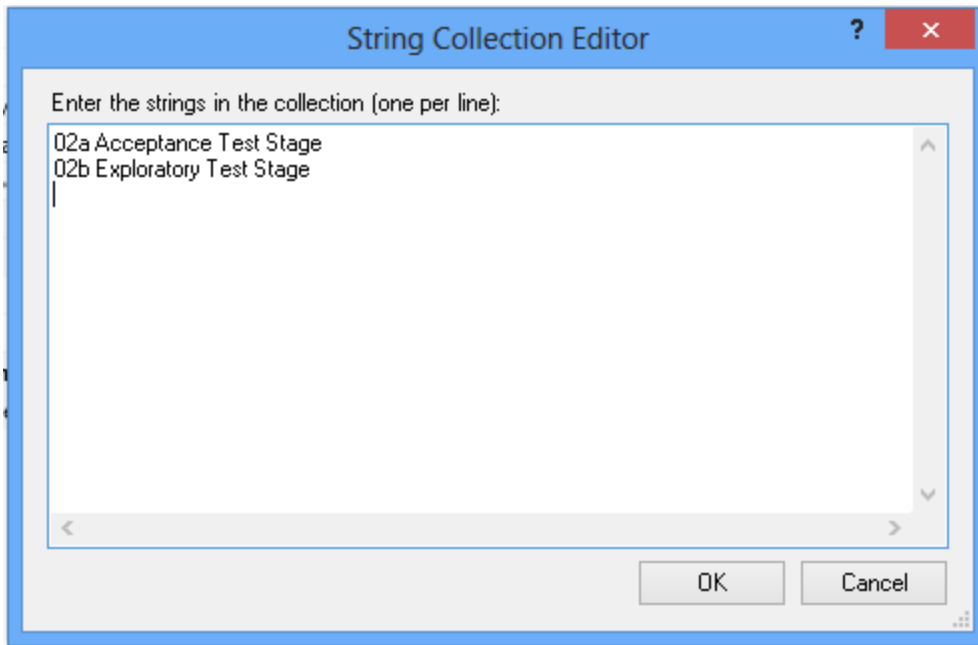 String Collection Editor
?
Enter the strings in the collection (one per line):
02a Acceptance Test Stage
02b Exploratory Test Stage
OK
Cancel